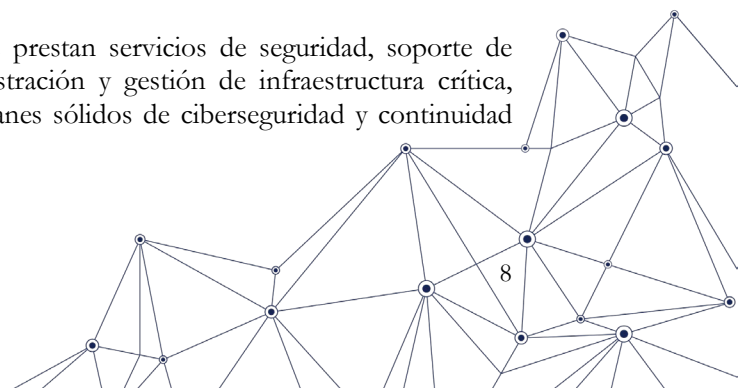 prestan servicios de seguridad, soporte de
stración y gestión de infraestructura crítica,
anes sólidos de ciberseguridad y continuidad
8